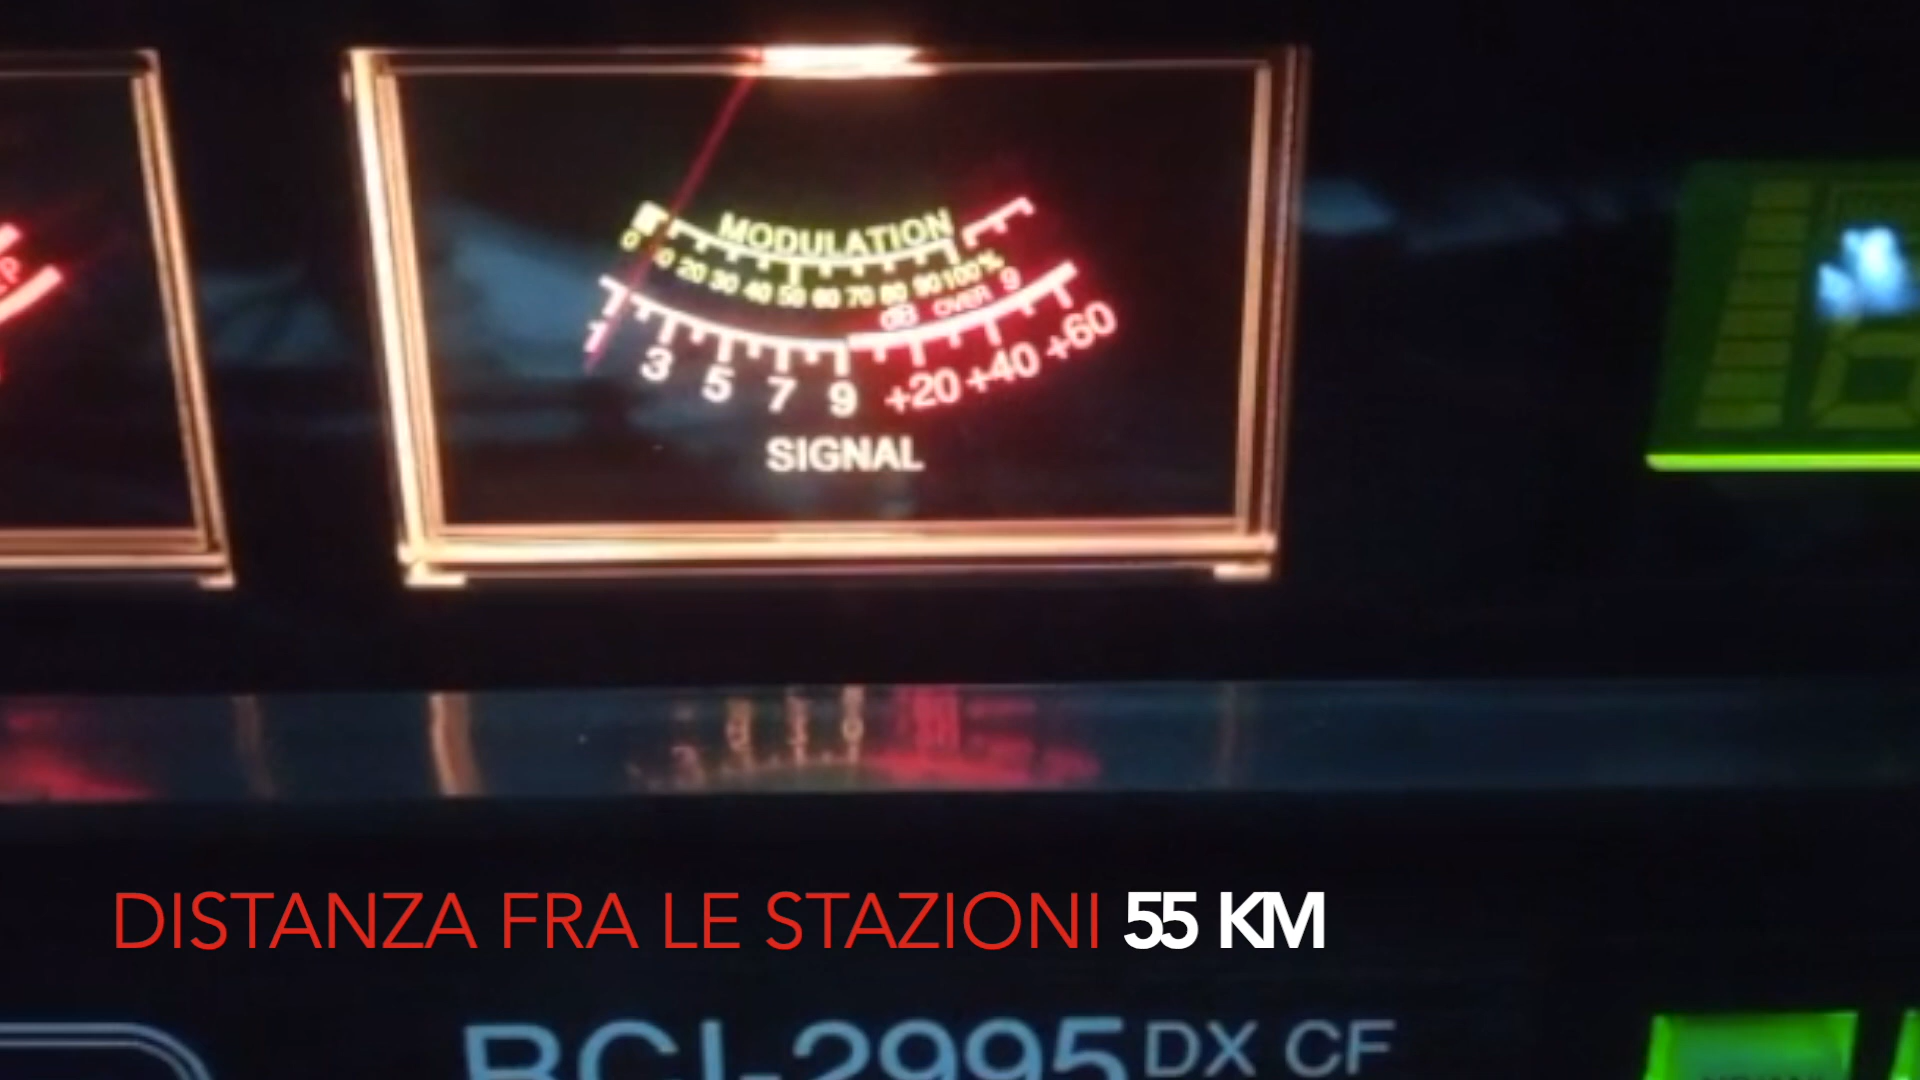 MODULATION
0 10 20 30 40 50 60 70 80 90 100%
dB OVER 9
1 3 5 7 9 +20 +40 +60
SIGNAL
DISTANZA FRA LE STAZIONI 55 KM
RCI-2995 DX CF